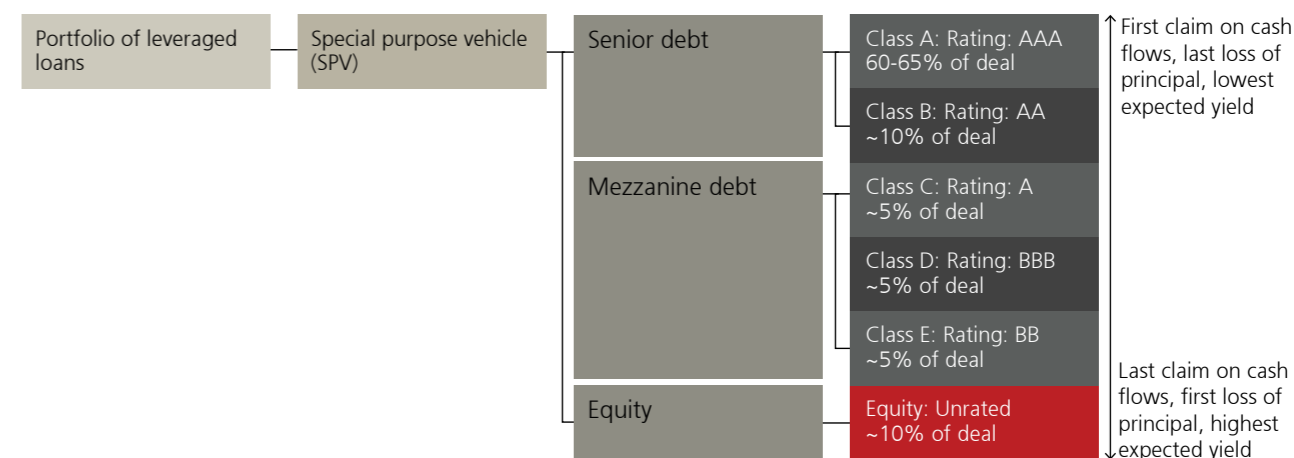 Portfolio of leveraged
loans
Special purpose vehicle
(SPV)
Senior debt
Class A: Rating: AAA
60-65% of deal
Class B: Rating: AA
~10% of deal
Mezzanine debt
Class C: Rating: A
~5% of deal
Class D: Rating: BBB
~5% of deal
Class E: Rating: BB
~5% of deal
Equity
Equity: Unrated
~10% of deal
First claim on cash
flows, last loss of
principal, lowest
expected yield
Last claim on cash
flows, first loss of
principal, highest
expected yield